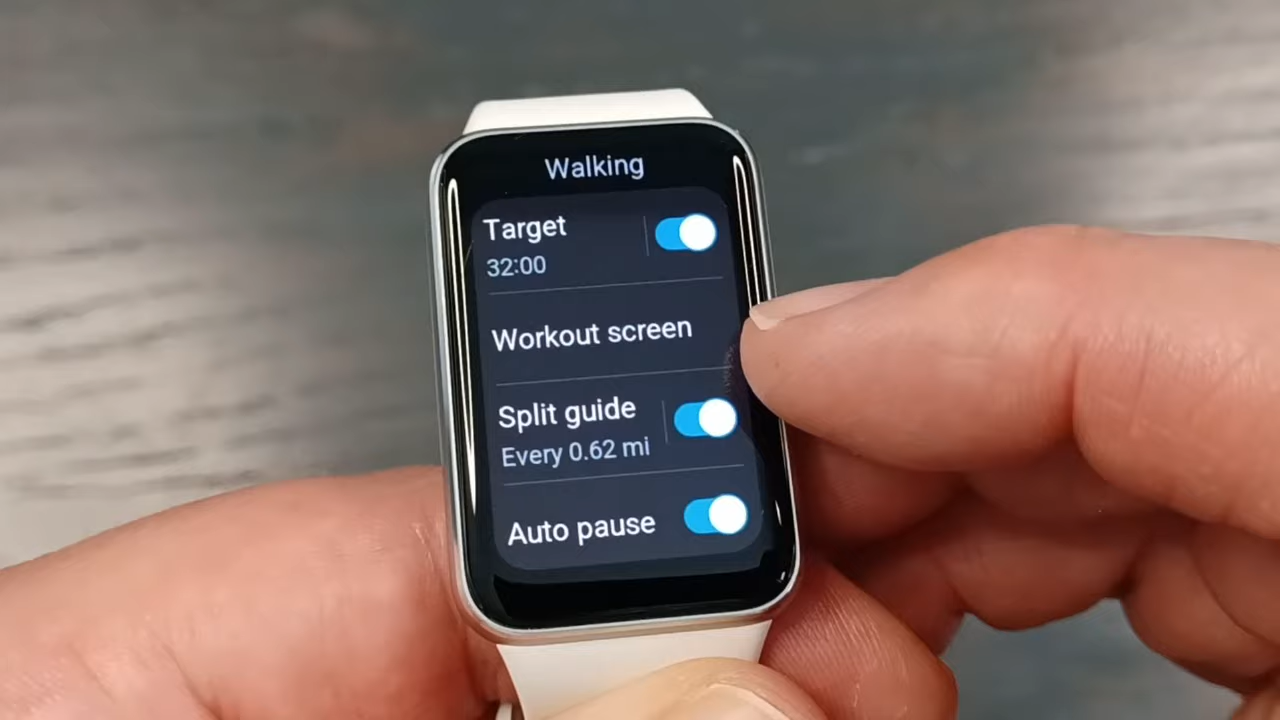 Walking
Target
32:00
Workout screen
Split guide
Every 0.62 mi
Auto pause